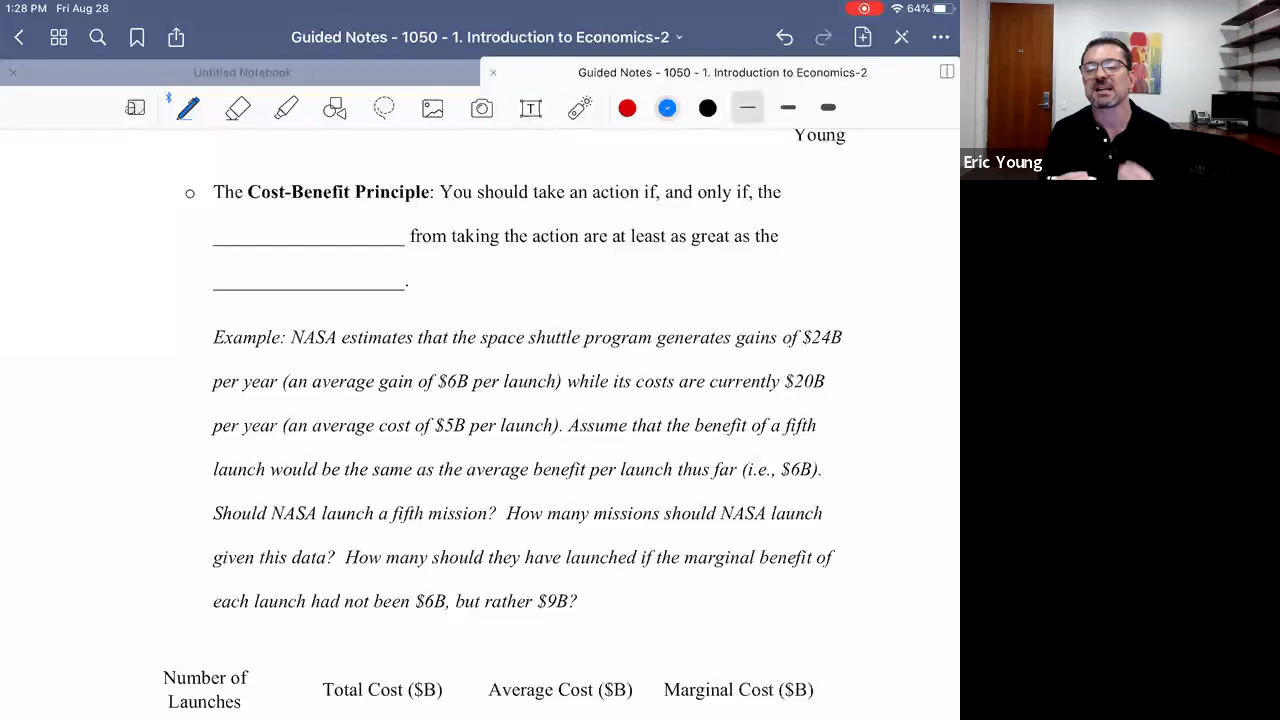 1:28 PM Fri Aug 28
64%
Guided Notes - 1050 - 1. Introduction to Economics-2
Untitled Notebook
Guided Notes - 1050 - 1. Introduction to Economics-2
Young
Eric Young
The Cost-Benefit Principle: You should take an action if, and only if, the
____________________ from taking the action are at least as great as the
____________________.
Example: NASA estimates that the space shuttle program generates gains of $24B
per year (an average gain of $6B per launch) while its costs are currently $20B
per year (an average cost of $5B per launch). Assume that the benefit of a fifth
launch would be the same as the average benefit per launch thus far (i.e., $6B).
Should NASA launch a fifth mission? How many missions should NASA launch
given this data? How many should they have launched if the marginal benefit of
each launch had not been $6B, but rather $9B?
Number of
Launches
Total Cost ($B)
Average Cost ($B)
Marginal Cost ($B)